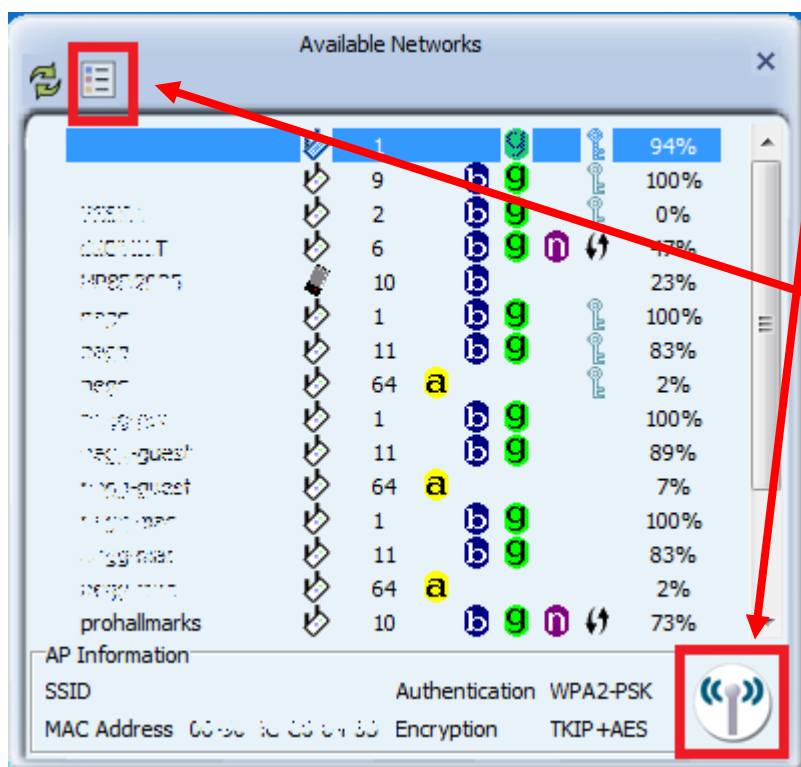 Available Networks
1 g 94%
9 b g 100%
2 b g 0%
6 b g n 47%
10 b 23%
1 b g 100%
11 b g 83%
64 a 2%
1 b g 100%
-guest 11 b g 89%
-guest 64 a 7%
1 b g 100%
11 b g 83%
64 a 2%
prohallmarks 10 b g n 73%
AP Information
SSID Authentication WPA2-PSK
MAC Address Encryption TKIP+AES